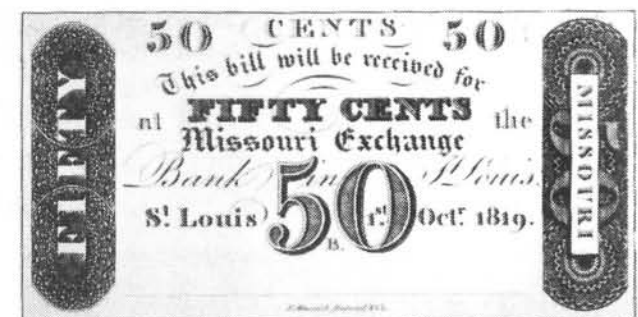 50 CENTS 50
This bill will be received for
at FIFTY CENTS the
Missouri Exchange
Bank in St Louis.
50
St Louis 1st Octr 1819.
B.
FIFTY
MISSOURI